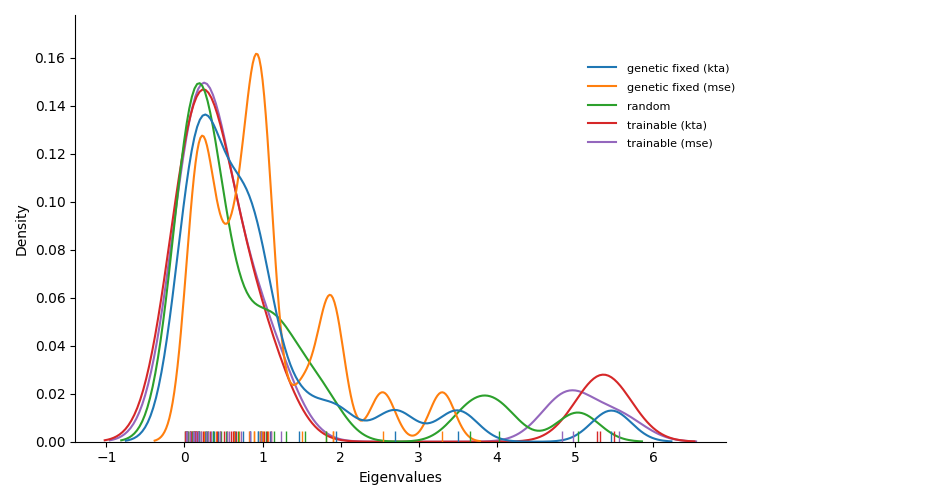 0.16
0.14
0.12
0.10
0.08
0.06
0.04
0.02
0.00
Density
−1
0
1
2
3
4
5
6
Eigenvalues
genetic fixed (kta)
genetic fixed (mse)
random
trainable (kta)
trainable (mse)